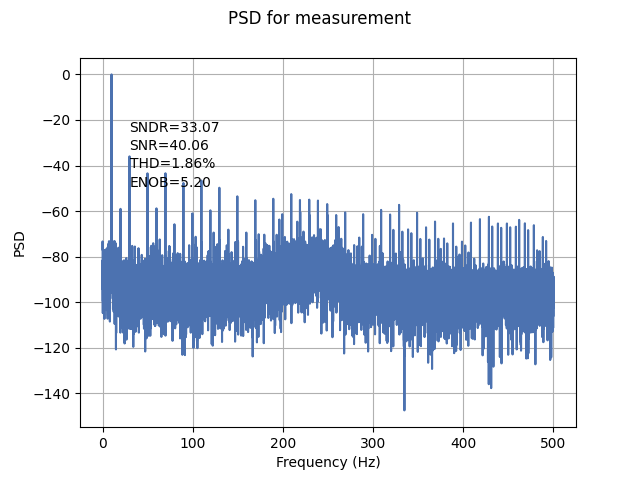 PSD for measurement
0
−20
−40
−60
−80
−100
−120
−140
PSD
SNDR=33.07
SNR=40.06
THD=1.86%
ENOB=5.20
0 100 200 300 400 500
Frequency (Hz)